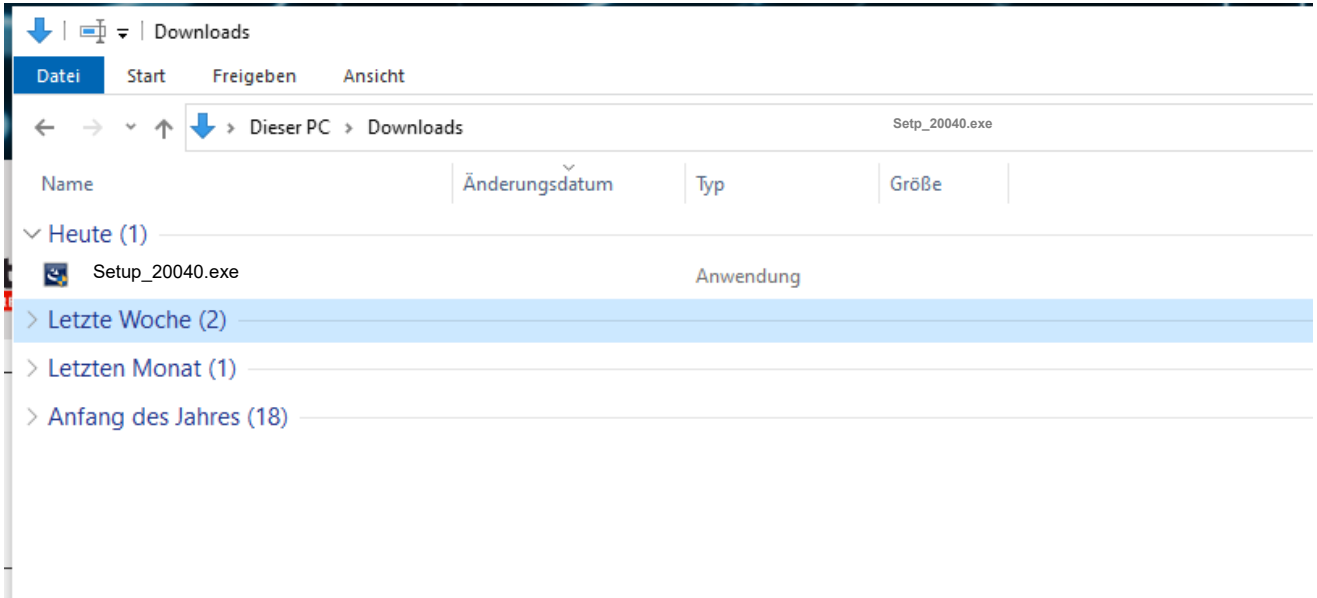 Downloads
Datei Start Freigeben Ansicht
Dieser PC Downloads Setp_20040.exe
Name Änderungsdatum Typ Größe
Heute (1)
Setup_20040.exe Anwendung
Letzte Woche (2)
Letzten Monat (1)
Anfang des Jahres (18)